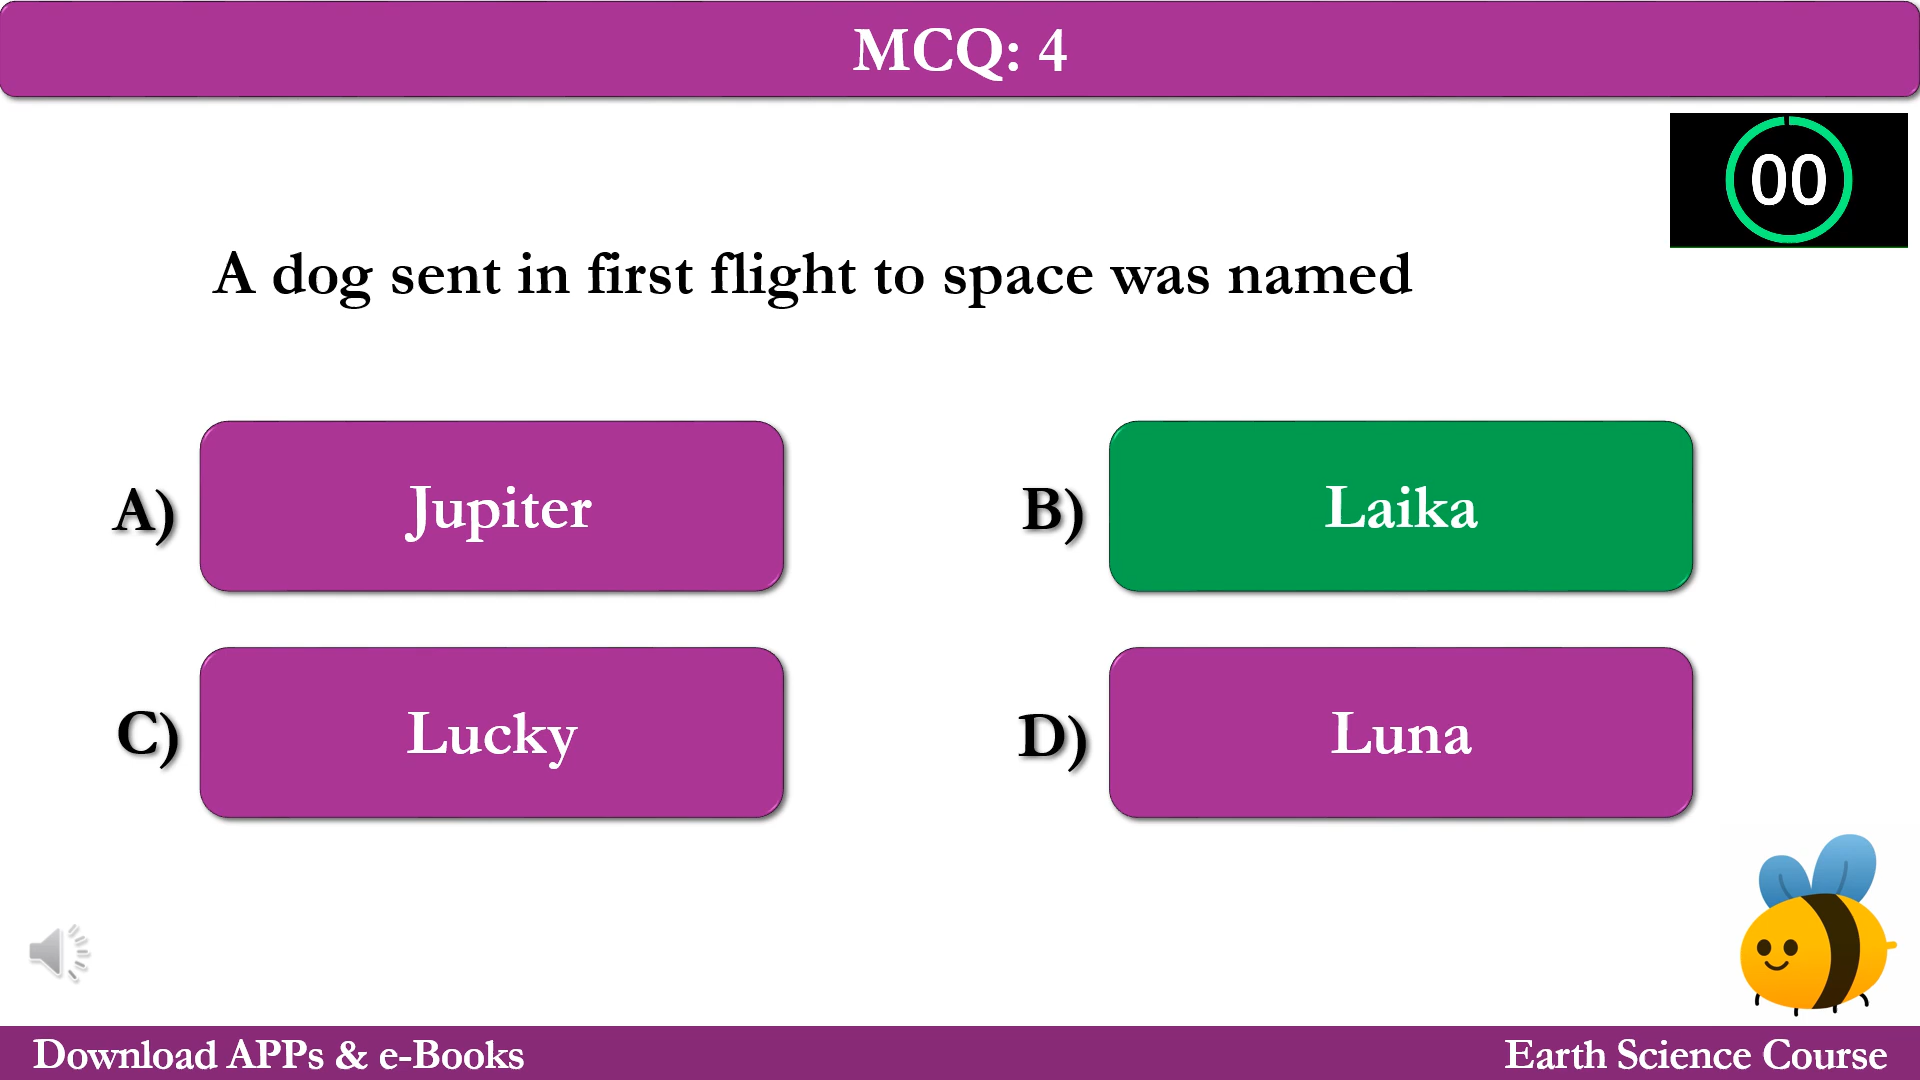 MCQ: 4
00
A dog sent in first flight to space was named
A) Jupiter
B) Laika
C) Lucky
D) Luna
Download APPs & e-Books
Earth Science Course